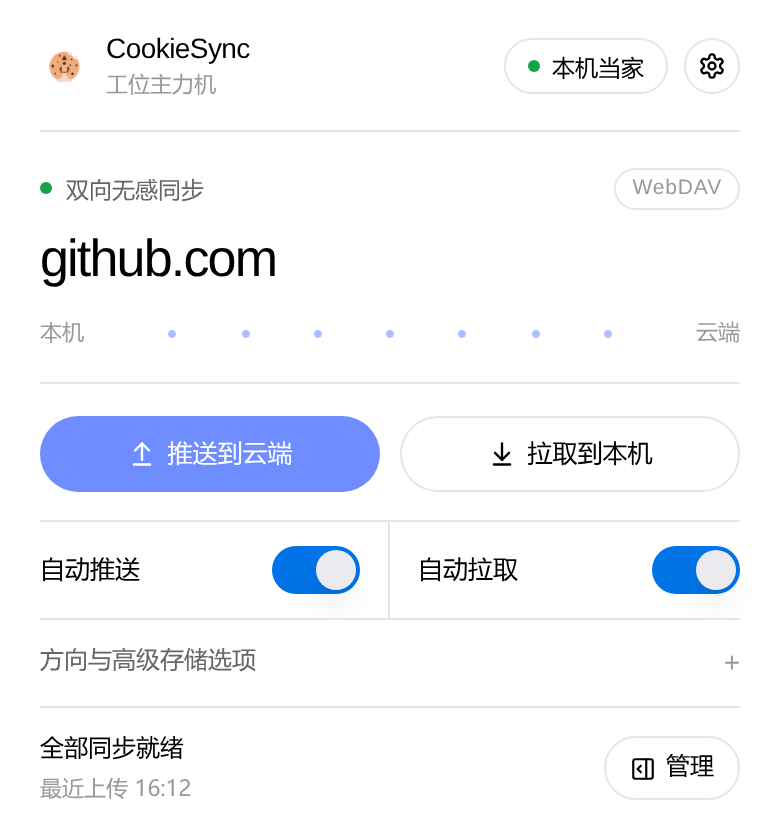 CookieSync
工位主力机
本机当家
双向无感同步
WebDAV
github.com
本机
云端
推送到云端
拉取到本机
自动推送
自动拉取
方向与高级存储选项
+
全部同步就绪
最近上传 16:12
管理